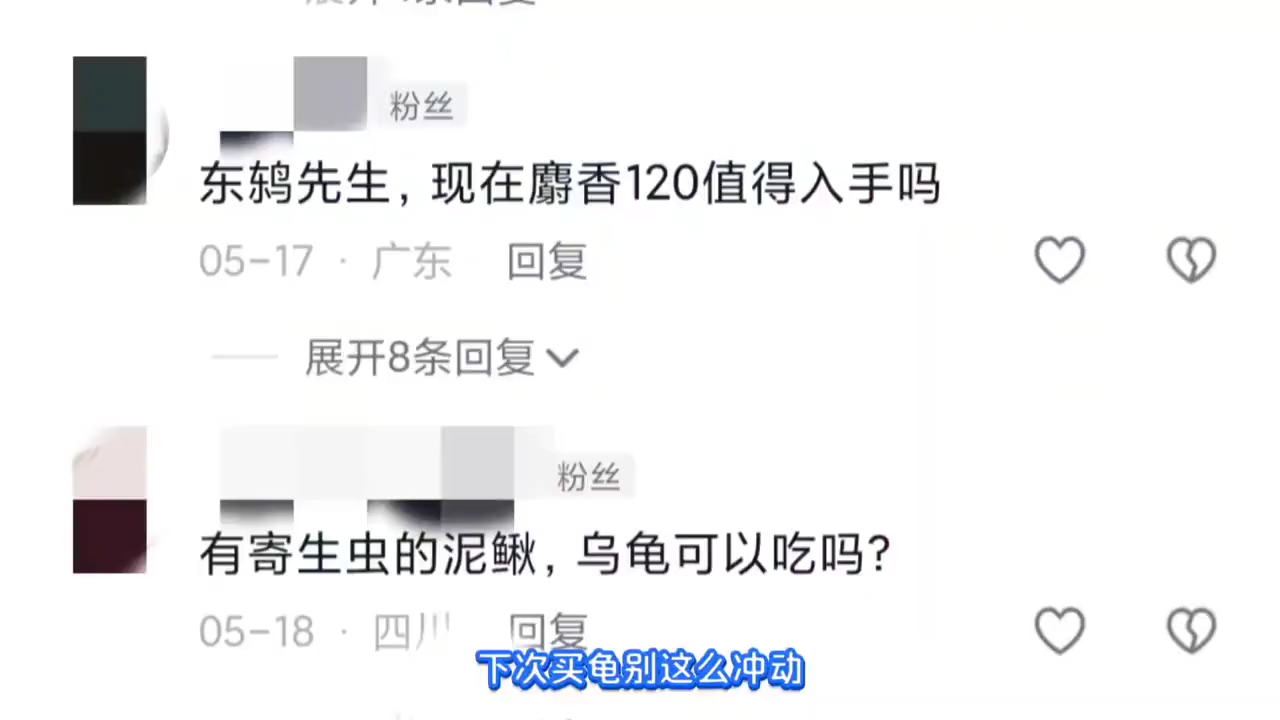 粉丝
东鸫先生，现在麝香120值得入手吗
05-17 · 广东 回复
展开8条回复
粉丝
有寄生虫的泥鳅，乌龟可以吃吗?
05-18 · 四川 回复
下次买龟别这么冲动